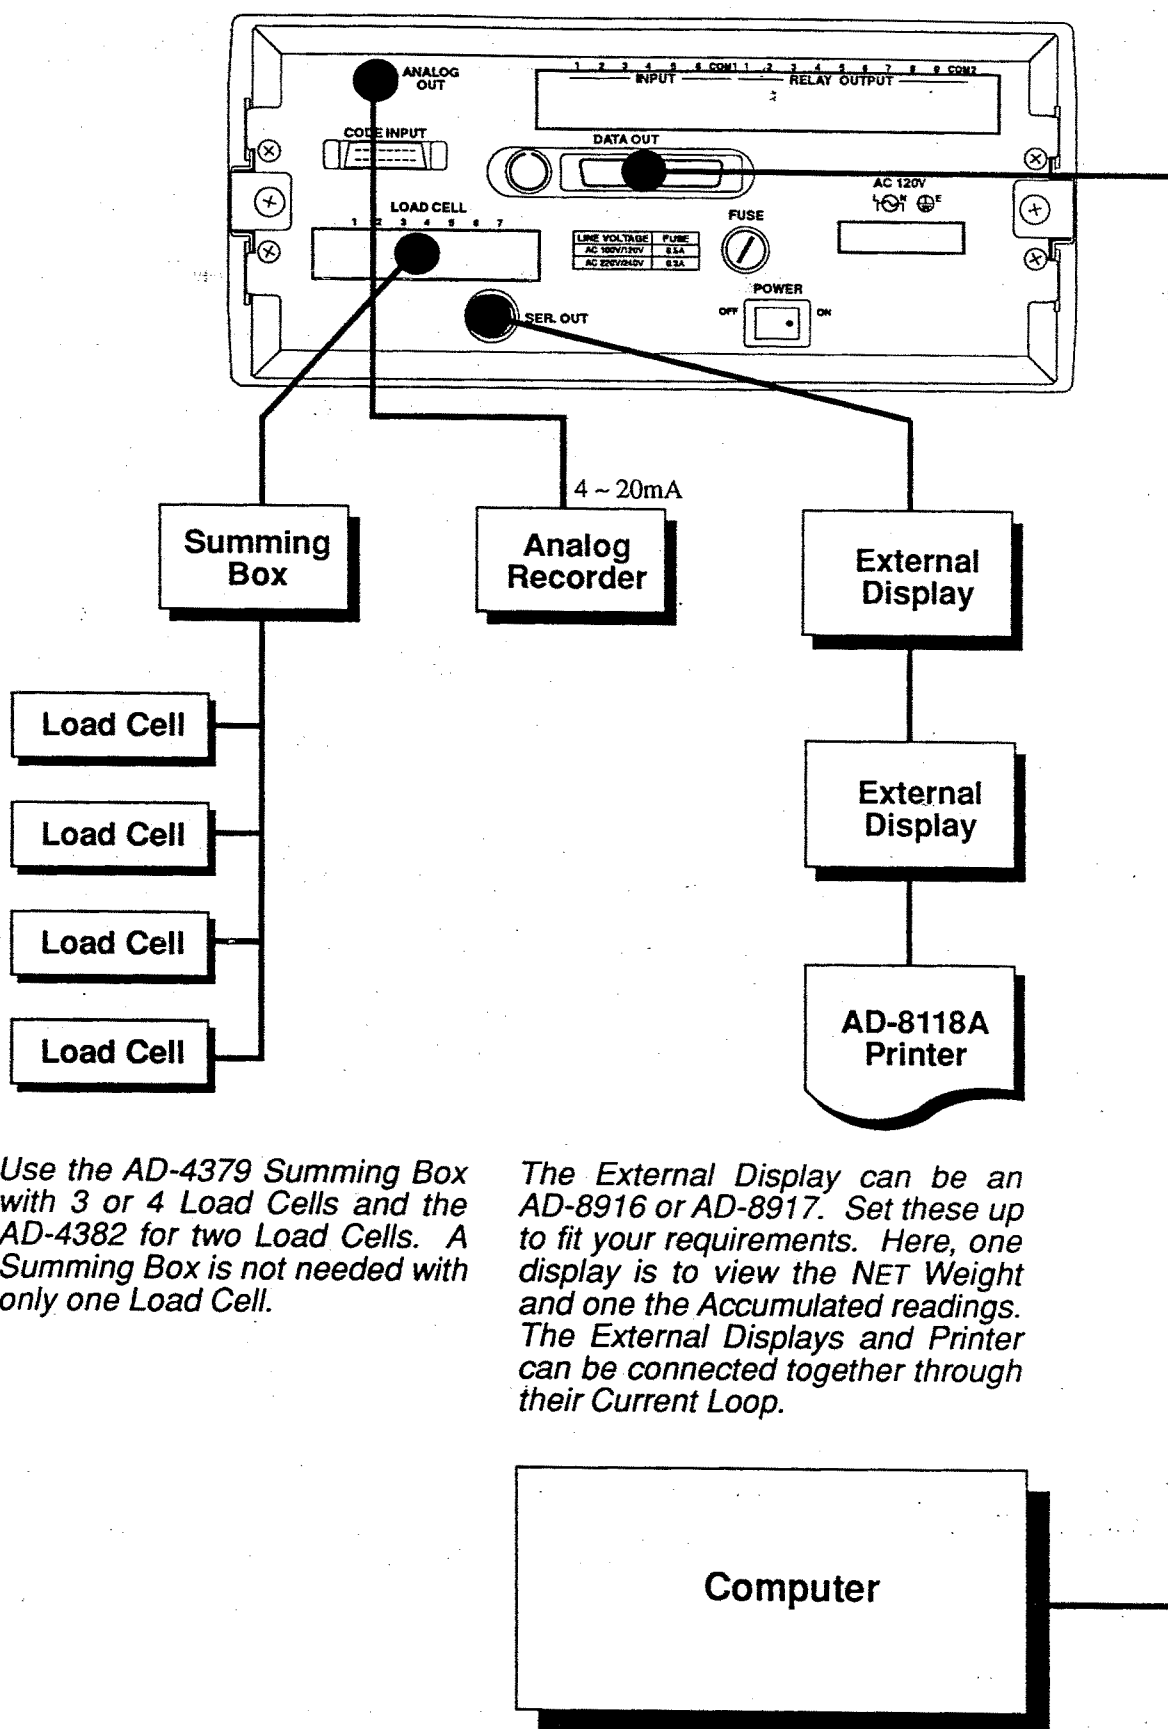 ANALOG
OUT
1 2 3 4 5 6 COM1 1 2 3 4 5 6 7 8 9 COM2
INPUT
RELAY OUTPUT
CODE INPUT
DATA OUT
AC 120V
L N E
LOAD CELL
1 2 3 4 5 6 7
FUSE
LINE VOLTAGE FUSE
AC 100V/120V
AC 220V/240V
POWER
OFF
ON
SER. OUT
4 ~ 20mA
Summing
Box
Analog
Recorder
External
Display
Load Cell
External
Display
Load Cell
Load Cell
AD-8118A
Printer
Load Cell
Use the AD-4379 Summing Box
with 3 or 4 Load Cells and the
AD-4382 for two Load Cells. A
Summing Box is not needed with
only one Load Cell.
The External Display can be an
AD-8916 or AD-8917. Set these up
to fit your requirements. Here, one
display is to view the NET Weight
and one the Accumulated readings.
The External Displays and Printer
can be connected together through
their Current Loop.
Computer